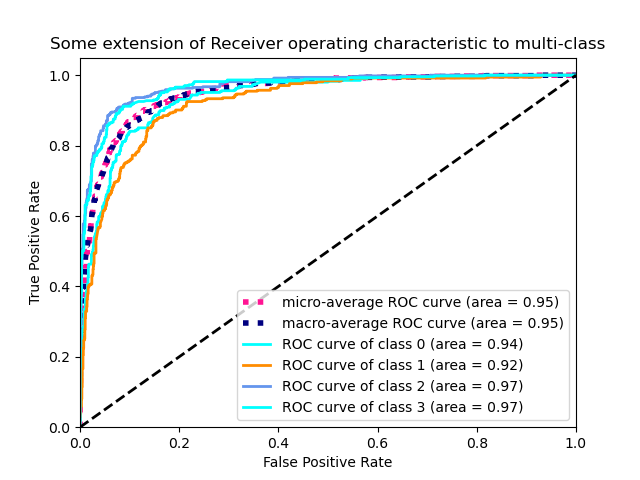 Some extension of Receiver operating characteristic to multi-class
1.0
0.8
0.6
0.4
0.2
0.0
True Positive Rate
micro-average ROC curve (area = 0.95)
macro-average ROC curve (area = 0.95)
ROC curve of class 0 (area = 0.94)
ROC curve of class 1 (area = 0.92)
ROC curve of class 2 (area = 0.97)
ROC curve of class 3 (area = 0.97)
0.0 0.2 0.4 0.6 0.8 1.0
False Positive Rate